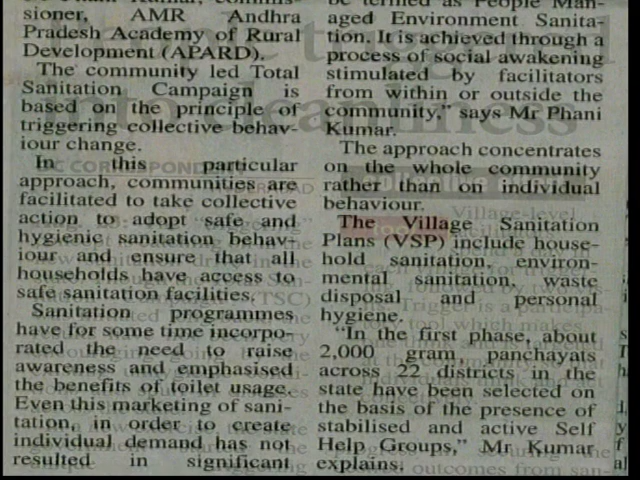 sioner, AMR Andhra
Pradesh Academy of Rural
Development (APARD).
The community led Total
Sanitation Campaign is
based on the principle of
triggering collective behav-
iour change.
In this particular
approach, communities are
facilitated to take collective
action to adopt safe and
hygienic sanitation behav-
iour and ensure that all
households have access to
safe sanitation facilities.
Sanitation programmes
have for some time incorpo-
rated the need to raise
awareness and emphasised
the benefits of toilet usage.
Even this marketing of sani-
tation, in order to create
individual demand has not
resulted in significant
be termed as People Man-
aged Environment Sanita-
tion. It is achieved through a
process of social awakening
stimulated by facilitators
from within or outside the
community," says Mr Phani
Kumar.
The approach concentrates
on the whole community
rather than on individual
behaviour.
The Village Sanitation
Plans (VSP) include house-
hold sanitation, environ-
mental sanitation, waste
disposal and personal
hygiene.
"In the first phase, about
2,000 gram panchayats
across 22 districts in the
state have been selected on
the basis of the presence of
stabilised and active Self
Help Groups," Mr Kumar
explains.